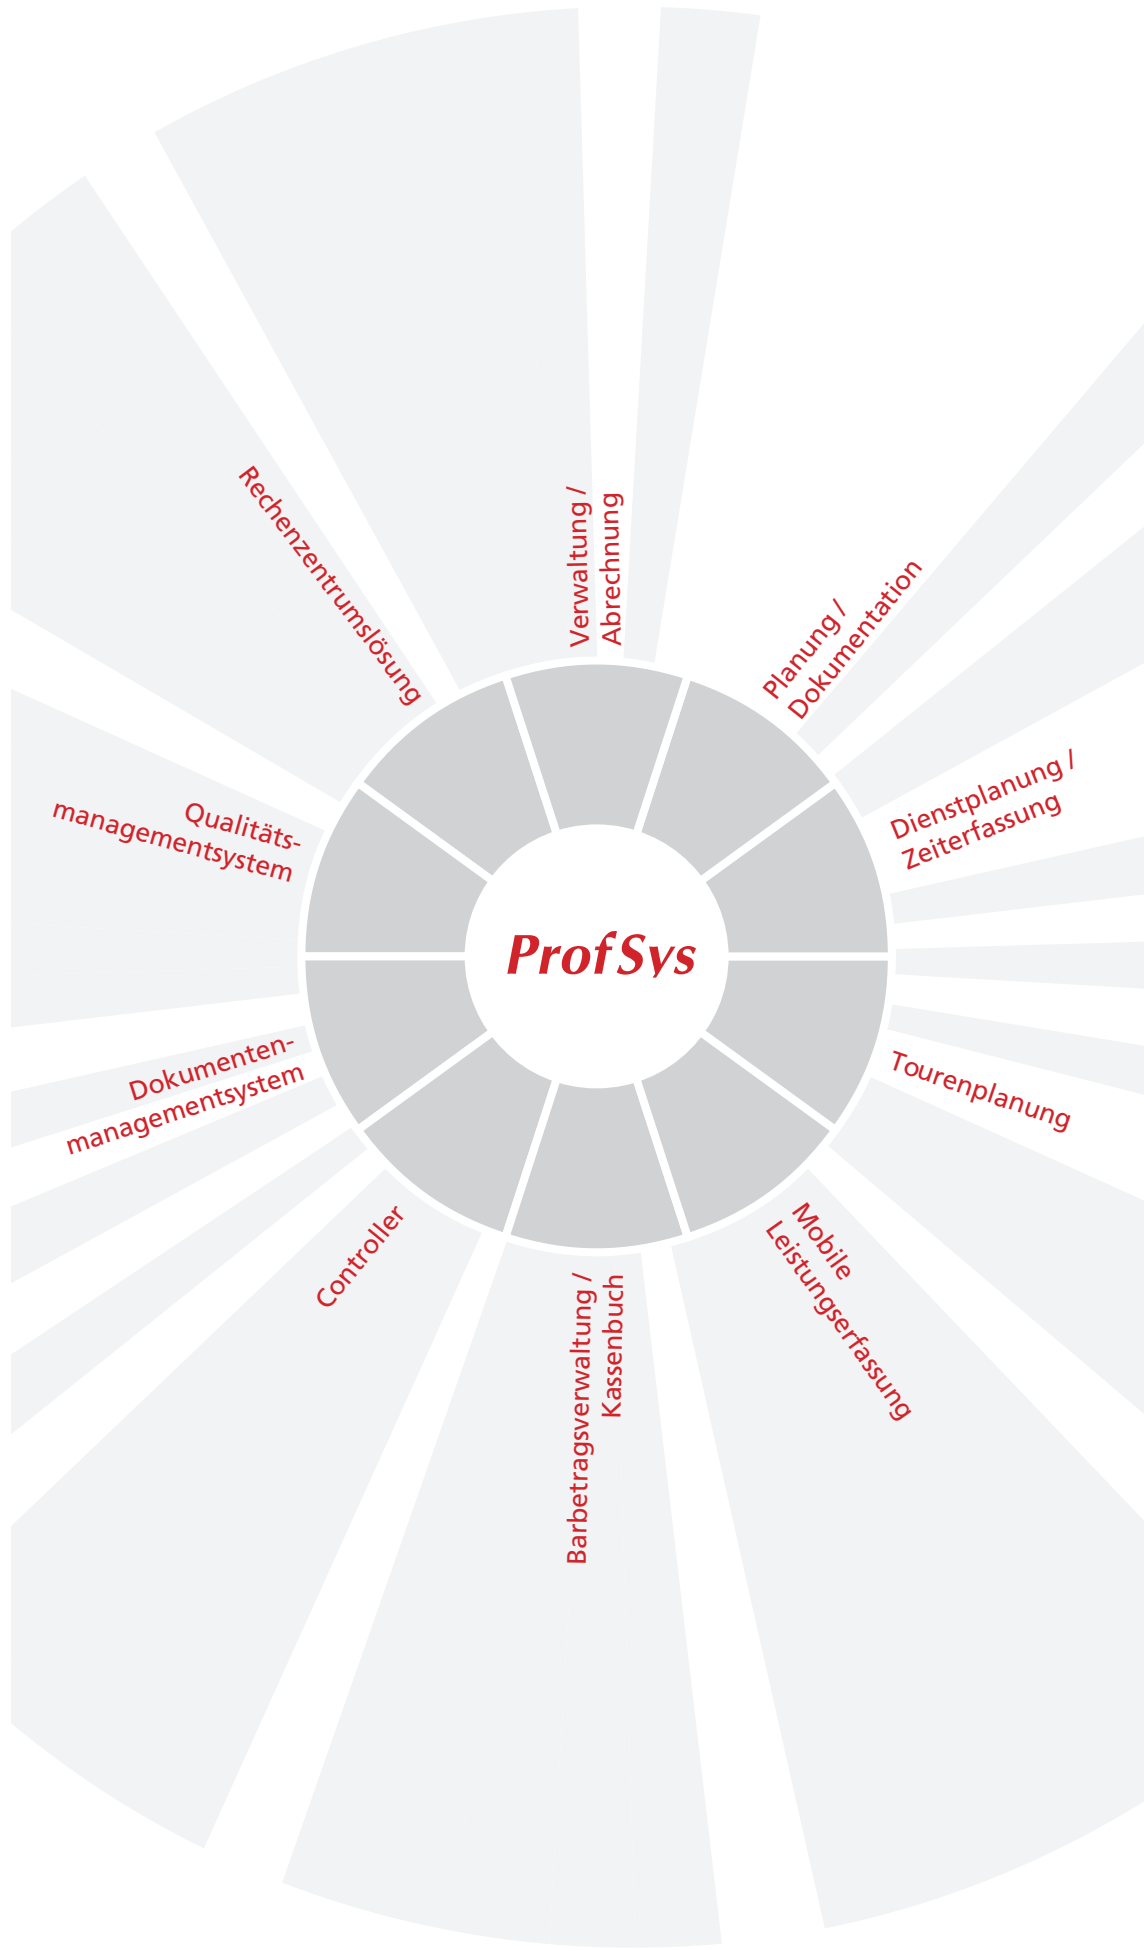 Verwaltung /
Abrechnung
Planung /
Dokumentation
Dienstplanung /
Zeiterfassung
Tourenplanung
Mobile
Leistungserfassung
Barbetragsverwaltung /
Kassenbuch
Controller
Dokumenten-
managementsystem
Qualitäts-
managementsystem
Rechenzentrumslösung
ProfSys